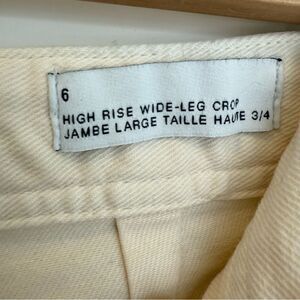 6
HIGH RISE WIDE-LEG CROP
JAMBE LARGE TAILLE HAUTE 3/4